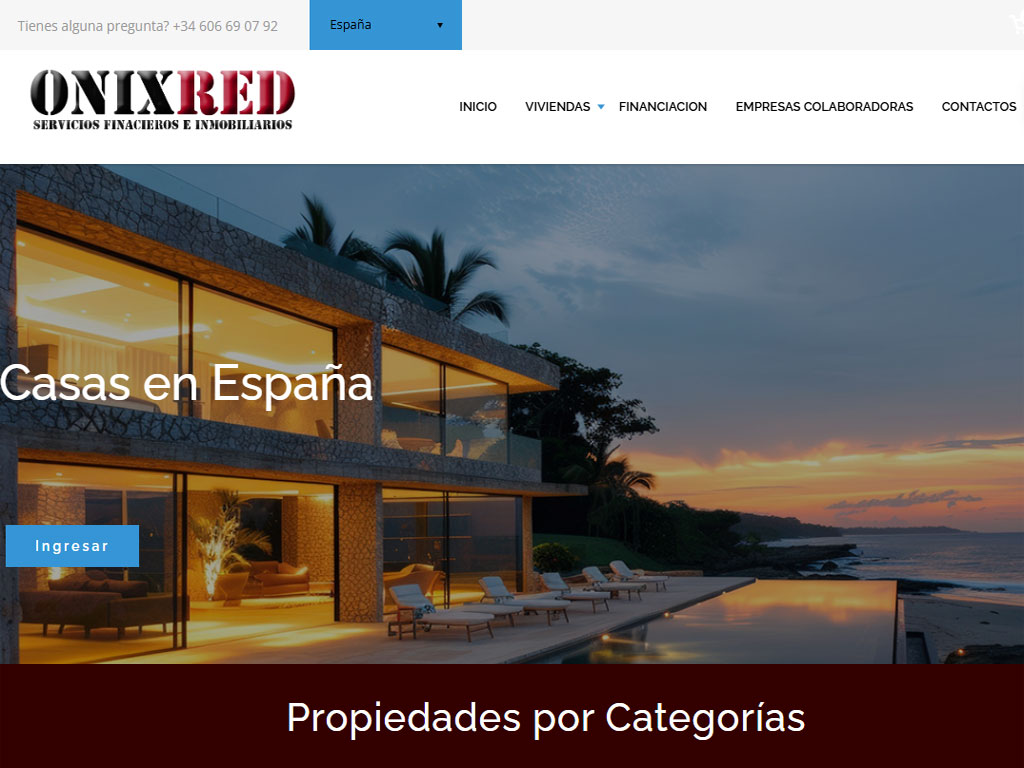 Tienes alguna pregunta? +34 606 69 07 92
España
ONIXRED
SERVICIOS FINACIEROS E INMOBILIARIOS
INICIO
VIVIENDAS
FINANCIACION
EMPRESAS COLABORADORAS
CONTACTOS
Casas en España
Ingresar
Propiedades por Categorías